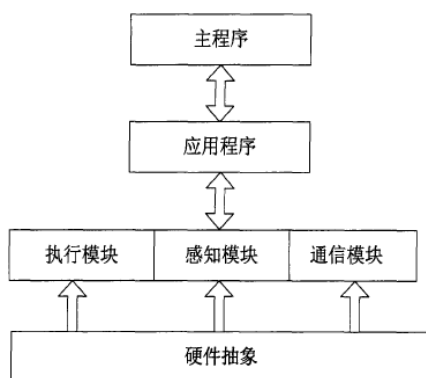 主程序
应用程序
执行模块
感知模块
通信模块
硬件抽象